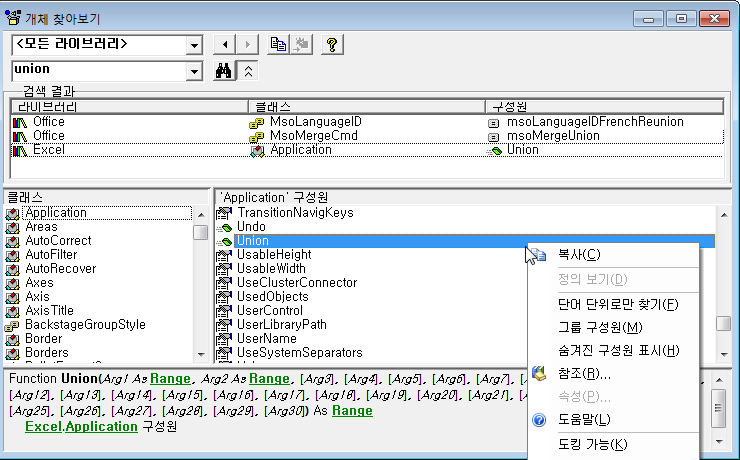 개체 찾아보기
<모든 라이브러리>
union
검색 결과
라이브러리 클래스 구성원
Office MsoLanguageID msoLanguageIDFrenchReunion
Office MsoMergeCmd msoMergeUnion
Excel Application Union
클래스
Application
Areas
AutoCorrect
AutoFilter
AutoRecover
Axes
Axis
AxisTitle
BackstageGroupStyle
Border
Borders
'Application' 구성원
TransitionNavigKeys
Undo
Union
UsableHeight
UsableWidth
UseClusterConnector
UsedObjects
UserControl
UserLibraryPath
UserName
UseSystemSeparators
복사(C)
정의 보기(D)
단어 단위로만 찾기(F)
그룹 구성원(M)
숨겨진 구성원 표시(H)
참조(R)...
속성(P)...
도움말(L)
도킹 가능(K)
Function Union(Arg1 As Range, Arg2 As Range, [Arg3], [Arg4], [Arg5], [Arg6], [Arg7],
[Arg12], [Arg13], [Arg14], [Arg15], [Arg16], [Arg17], [Arg18], [Arg19], [Arg20], [Arg21],
[Arg25], [Arg26], [Arg27], [Arg28], [Arg29], [Arg30]) As Range
Excel.Application 구성원